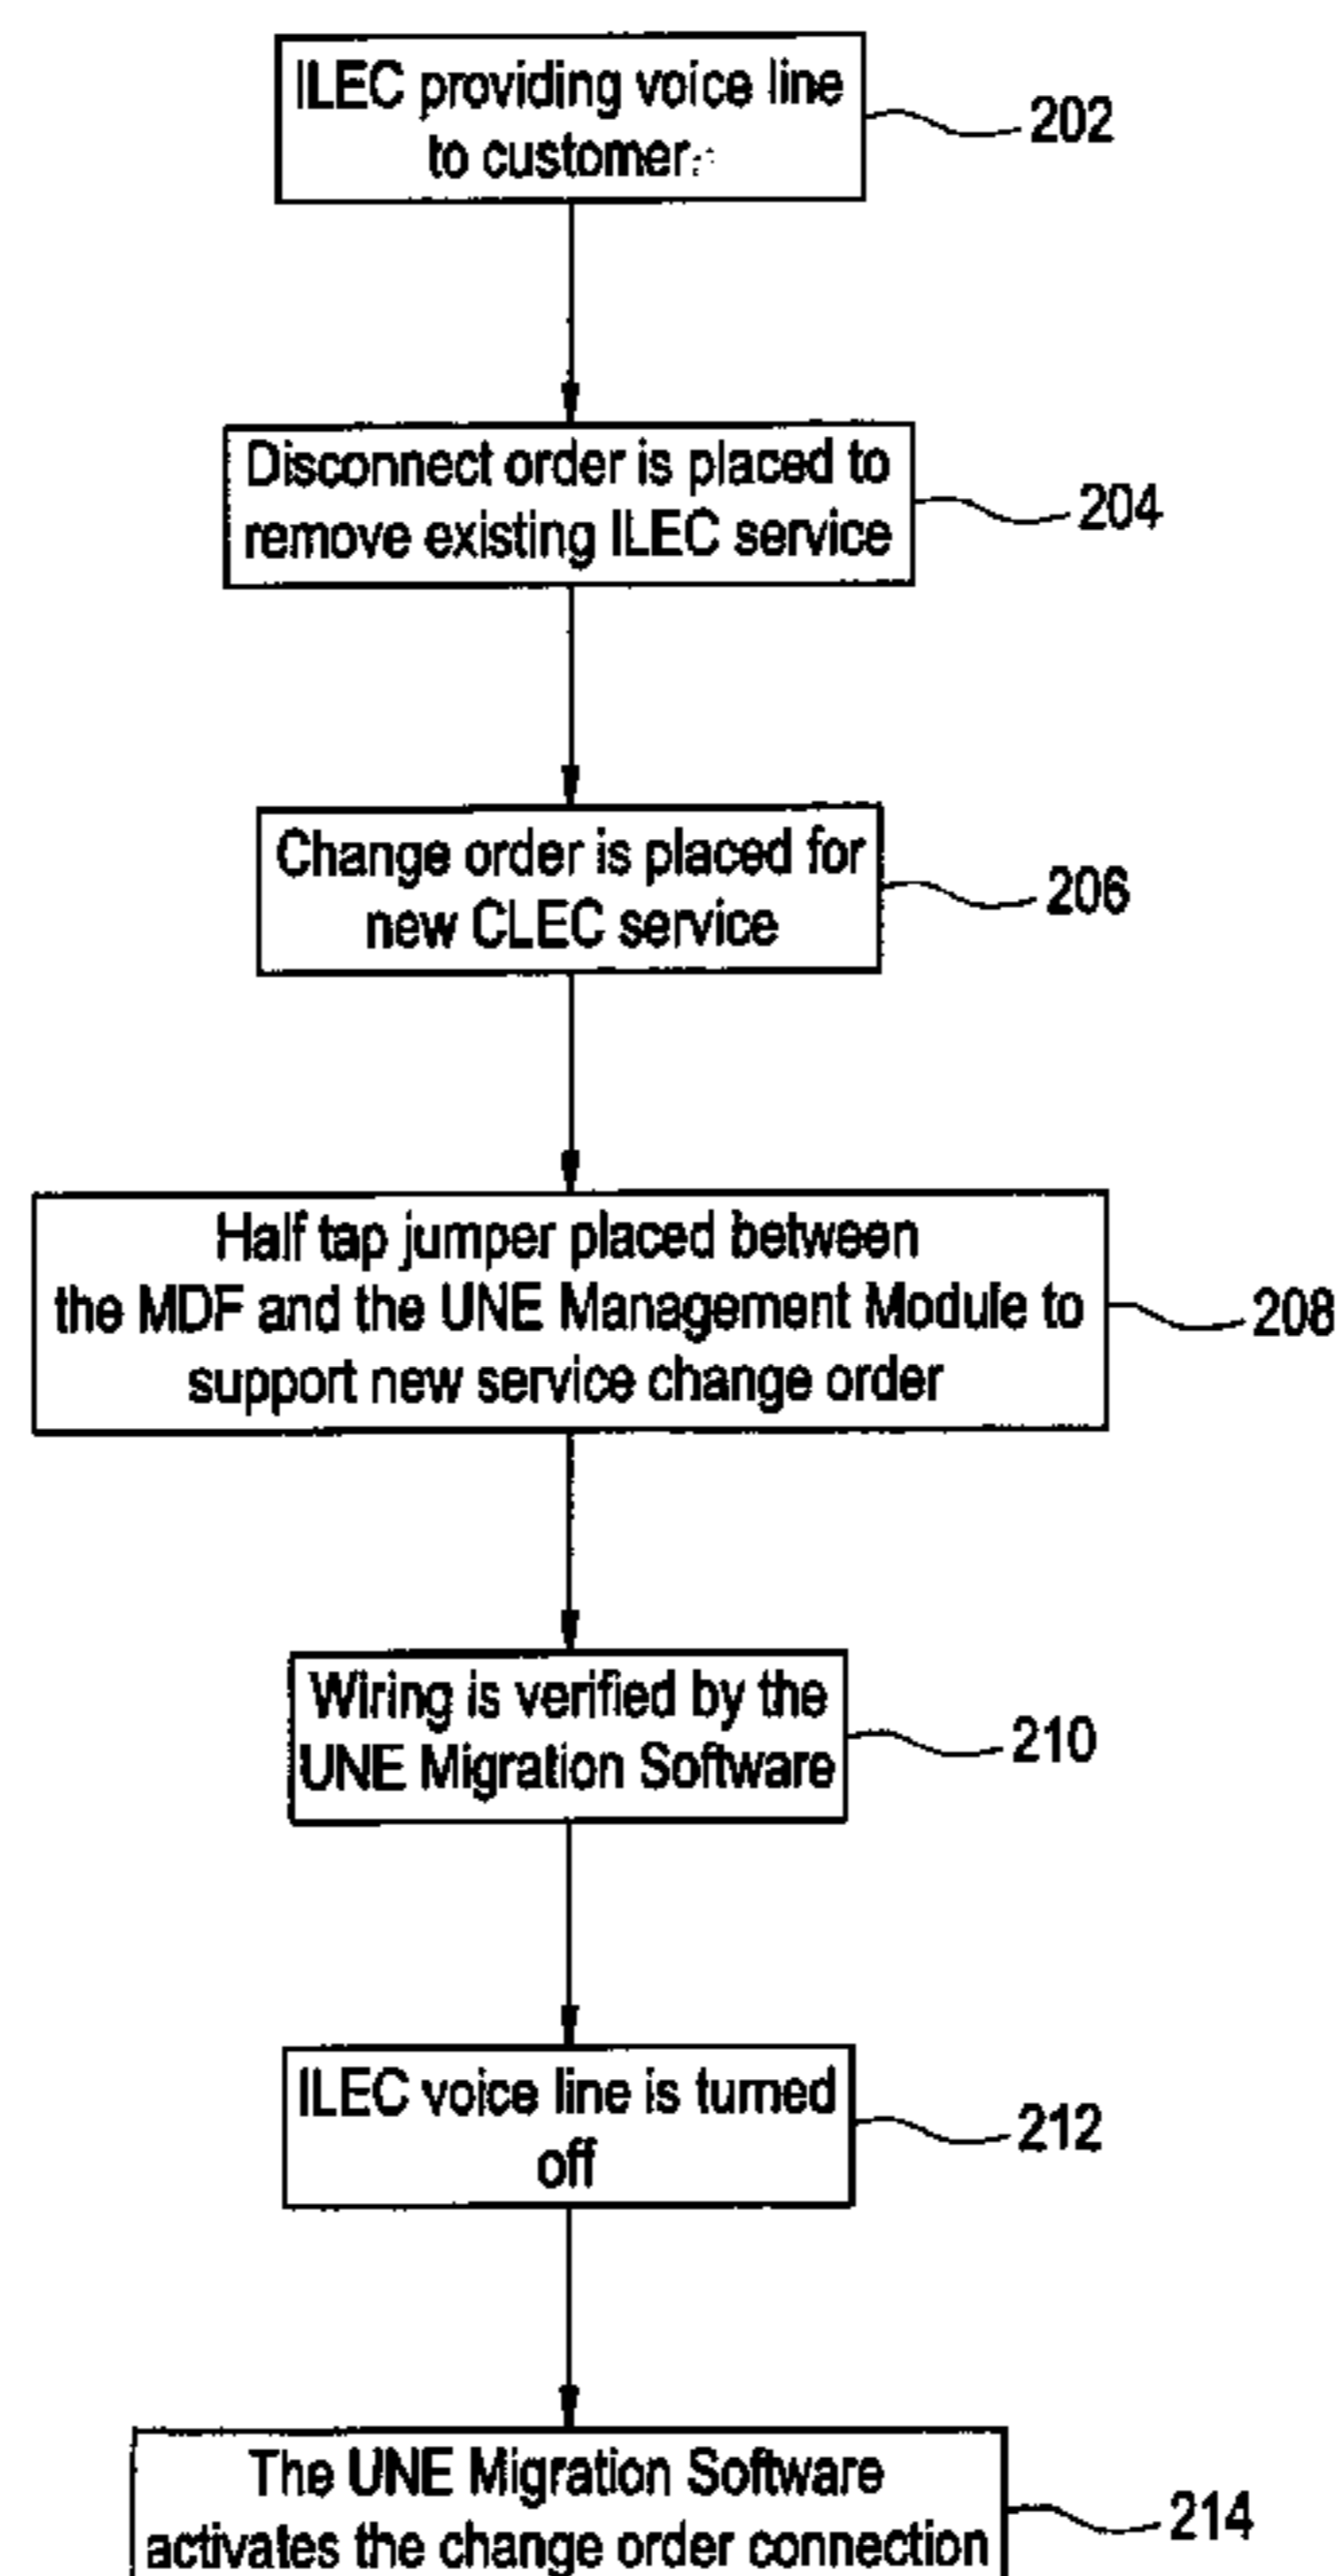 ILEC providing voice line
to customer
202
Disconnect order is placed to
remove existing ILEC service
204
Change order is placed for
new CLEC service
206
Half tap jumper placed between
the MDF and the UNE Management Module to
support new service change order
208
Wiring is verified by the
UNE Migration Software
210
ILEC voice line is turned
off
212
The UNE Migration Software
activates the change order connection
214